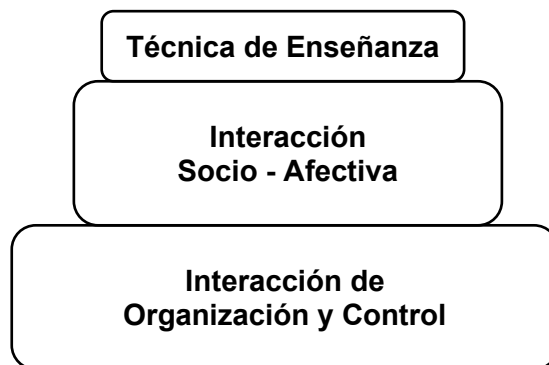 Técnica de Enseñanza
Interacción
Socio - Afectiva
Interacción de
Organización y Control